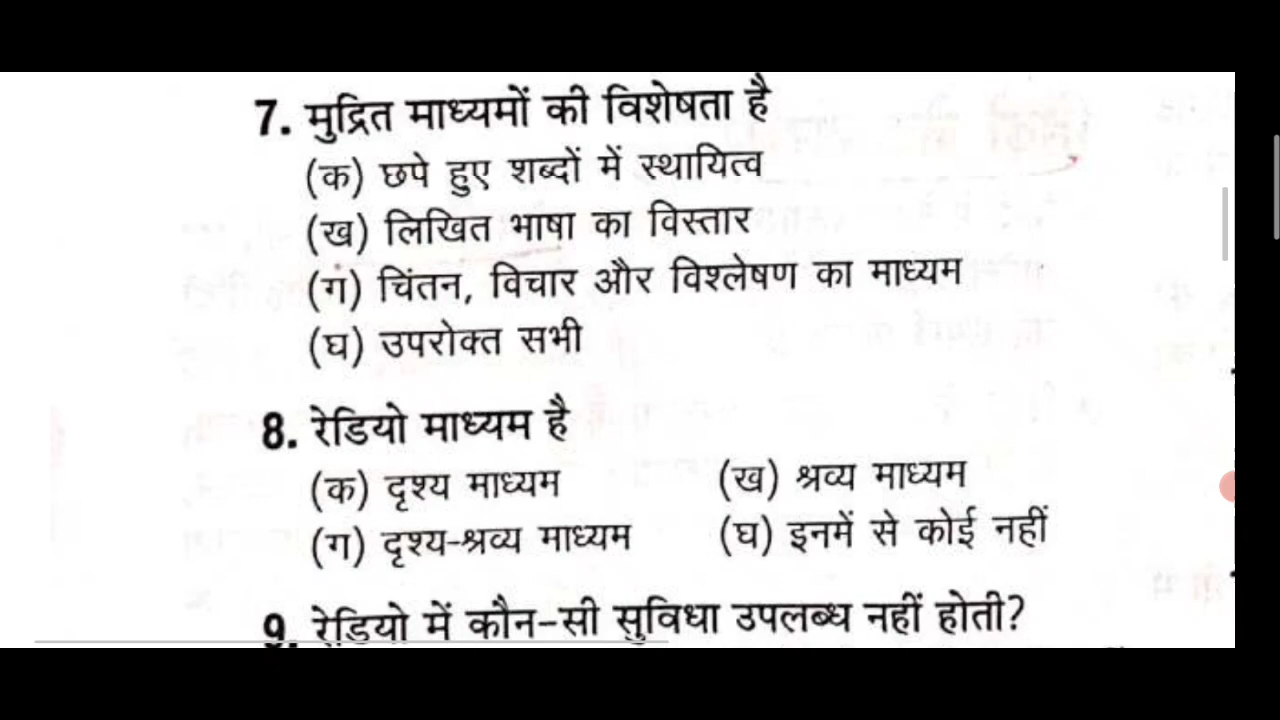 7. मुद्रित माध्यमों की विशेषता है
(क) छपे हुए शब्दों में स्थायित्व
(ख) लिखित भाषा का विस्तार
(ग) चिंतन, विचार और विश्लेषण का माध्यम
(घ) उपरोक्त सभी
8. रेडियो माध्यम है
(क) दृश्य माध्यम (ख) श्रव्य माध्यम
(ग) दृश्य-श्रव्य माध्यम (घ) इनमें से कोई नहीं
9. रेडियो में कौन-सी सुविधा उपलब्ध नहीं होती?